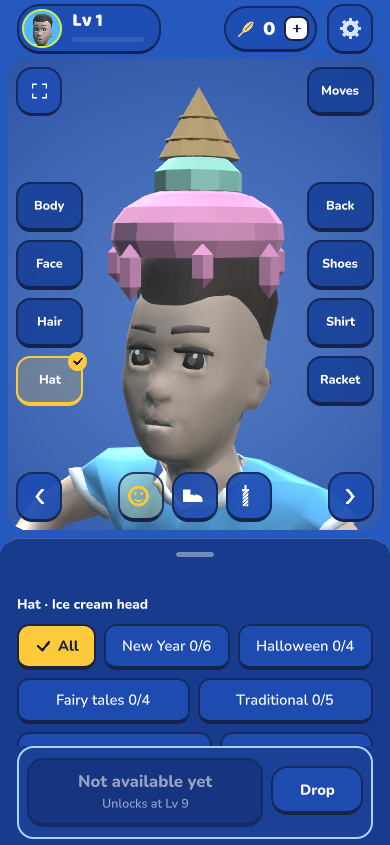 Lv 1
0
+
Moves
Body
Back
Face
Shoes
Hair
Shirt
Hat
Racket
Hat · Ice cream head
All
New Year 0/6
Halloween 0/4
Fairy tales 0/4
Traditional 0/5
Not available yet
Unlocks at Lv 9
Drop